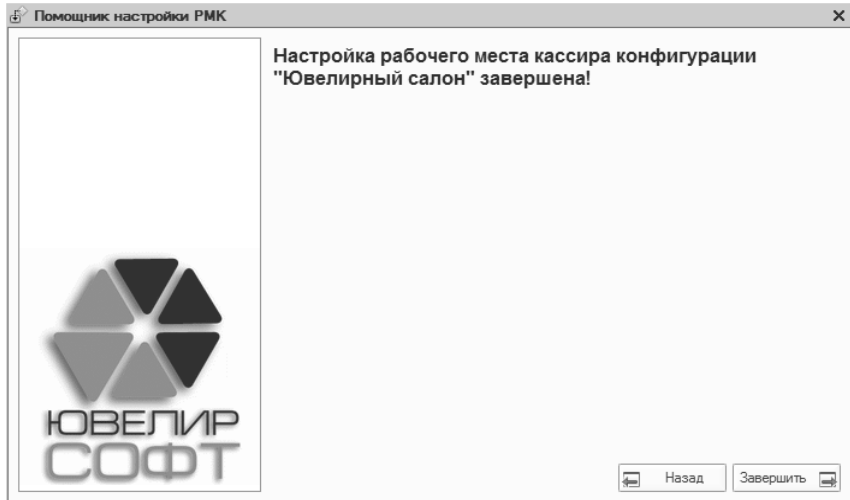 Помощник настройки РМК
Настройка рабочего места кассира конфигурации
"Ювелирный салон" завершена!
ЮВЕЛИР
СОФТ
Назад
Завершить